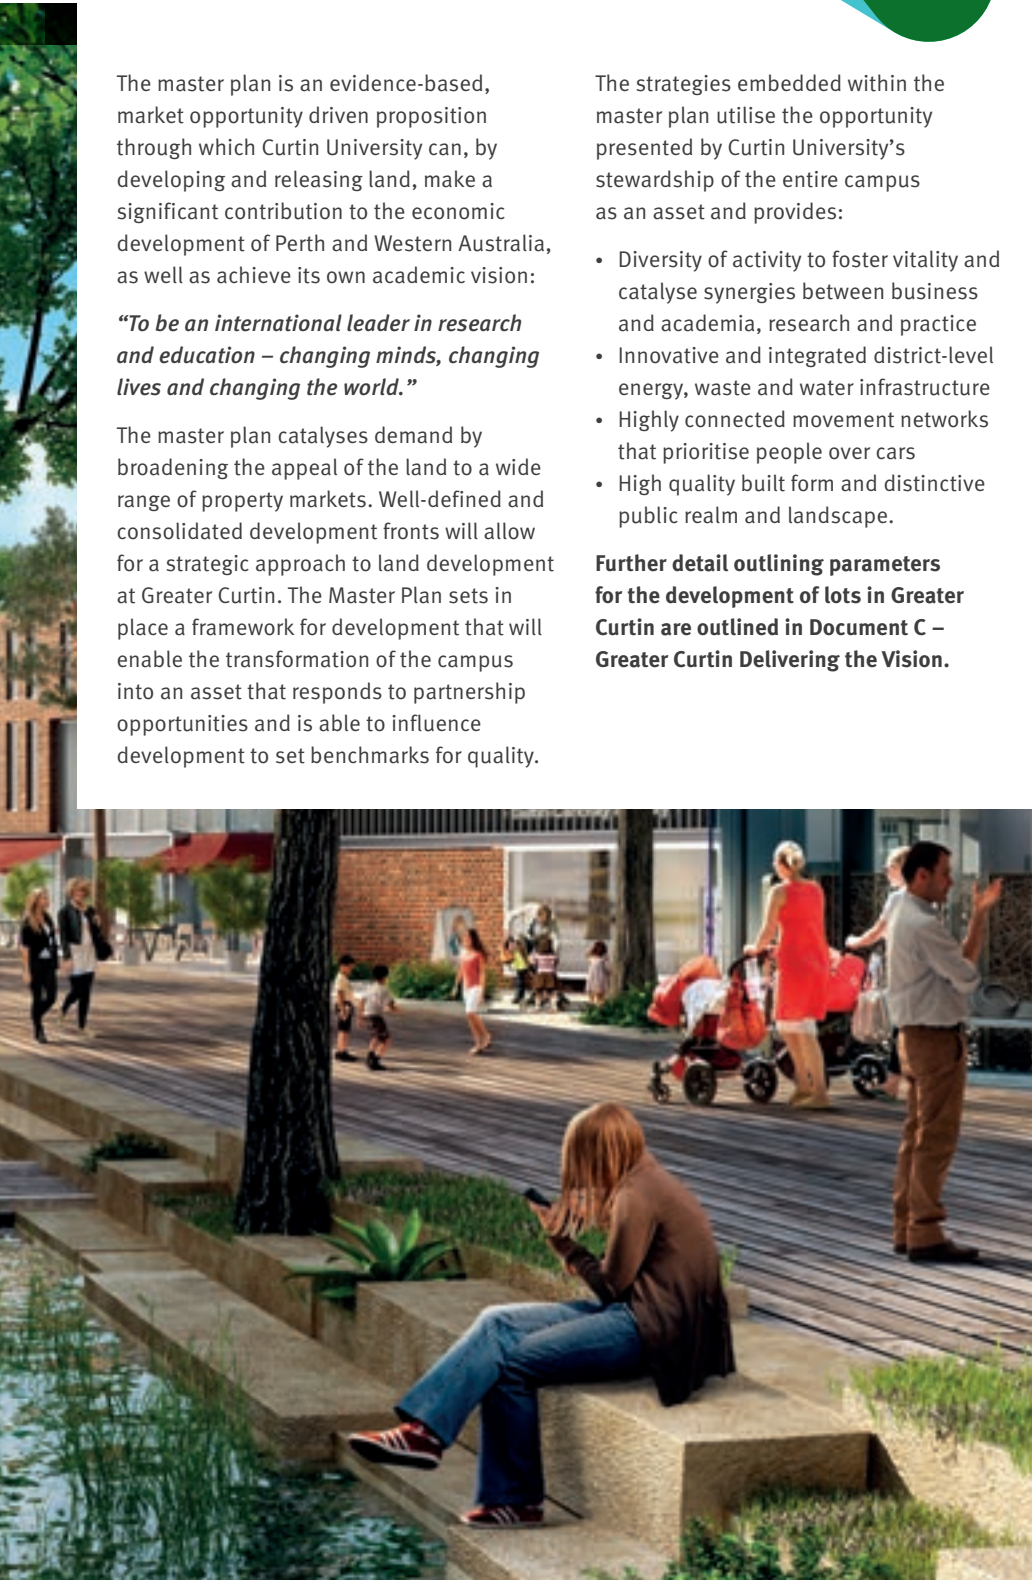 The master plan is an evidence-based,
market opportunity driven proposition
through which Curtin University can, by
developing and releasing land, make a
significant contribution to the economic
development of Perth and Western Australia,
as well as achieve its own academic vision:
“To be an international leader in research
and education – changing minds, changing
lives and changing the world.”
The master plan catalyses demand by
broadening the appeal of the land to a wide
range of property markets. Well-defined and
consolidated development fronts will allow
for a strategic approach to land development
at Greater Curtin. The Master Plan sets in
place a framework for development that will
enable the transformation of the campus
into an asset that responds to partnership
opportunities and is able to influence
development to set benchmarks for quality.
The strategies embedded within the
master plan utilise the opportunity
presented by Curtin University’s
stewardship of the entire campus
as an asset and provides:
• Diversity of activity to foster vitality and
catalyse synergies between business
and academia, research and practice
• Innovative and integrated district-level
energy, waste and water infrastructure
• Highly connected movement networks
that prioritise people over cars
• High quality built form and distinctive
public realm and landscape.
Further detail outlining parameters
for the development of lots in Greater
Curtin are outlined in Document C –
Greater Curtin Delivering the Vision.